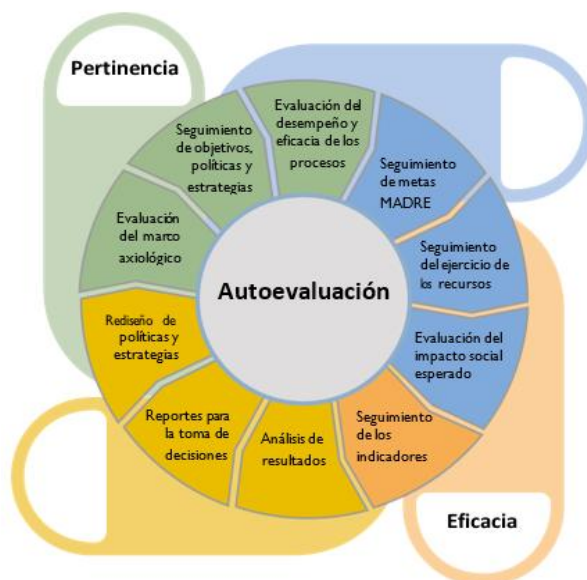 Pertinencia
Evaluación del
desempeño y
eficacia de los
procesos
Seguimiento
de objetivos,
políticas y
estrategias
Seguimiento
de metas
MADRE
Evaluación
del marco
axiológico
Seguimiento
del ejercicio de
los recursos
Autoevaluación
Rediseño de
políticas y
estrategias
Evaluación del
impacto social
esperado
Reportes para
la toma de
decisiones
Análisis de
resultados
Seguimiento
de los
indicadores
Eficacia